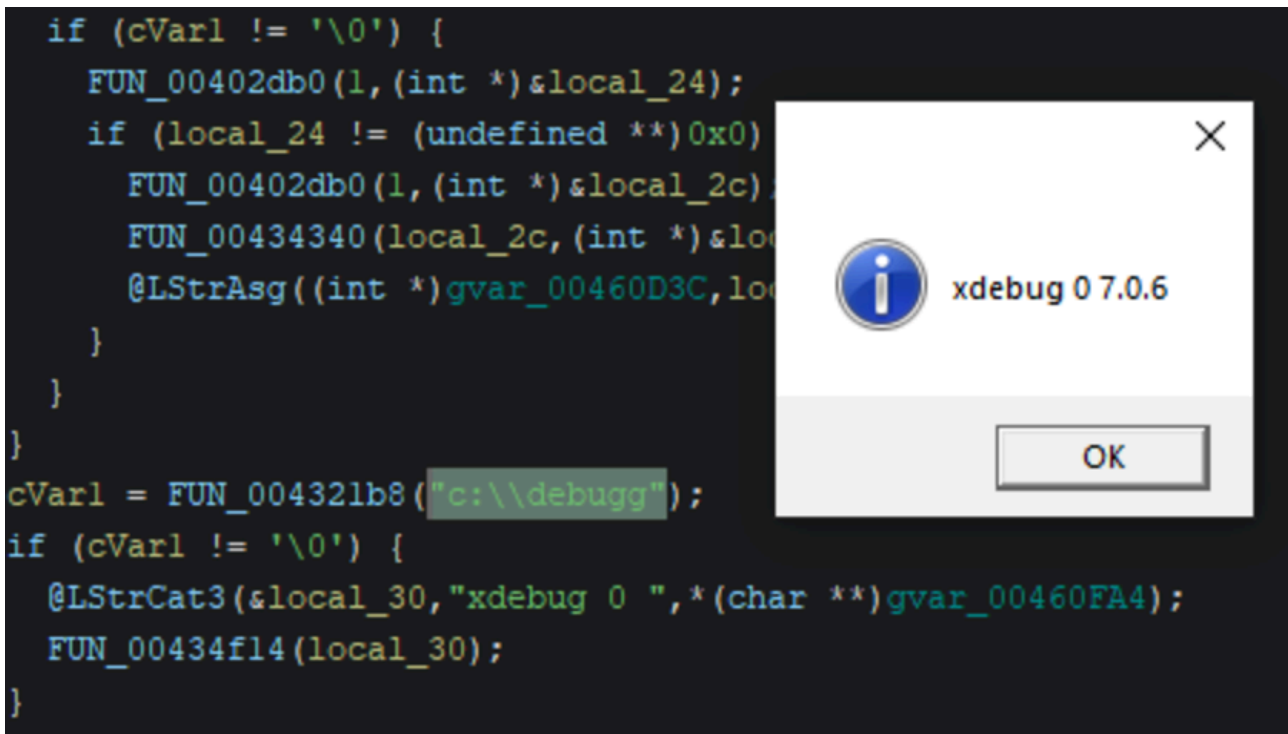 if (cVar1 != '\0') {
FUN_00402db0(1,(int *)&local_24);
if (local_24 != (undefined **)0x0)
FUN_00402db0(1,(int *)&local_2c);
FUN_00434340(local_2c,(int *)&lo
@LStrAsg((int *)gvar_00460D3C,lo
}
}
}
cVar1 = FUN_004321b8("c:\\debugg");
if (cVar1 != '\0') {
@LStrCat3(&local_30,"xdebug 0 ",*(char **)gvar_00460FA4);
FUN_00434f14(local_30);
}
xdebug 0 7.0.6
OK